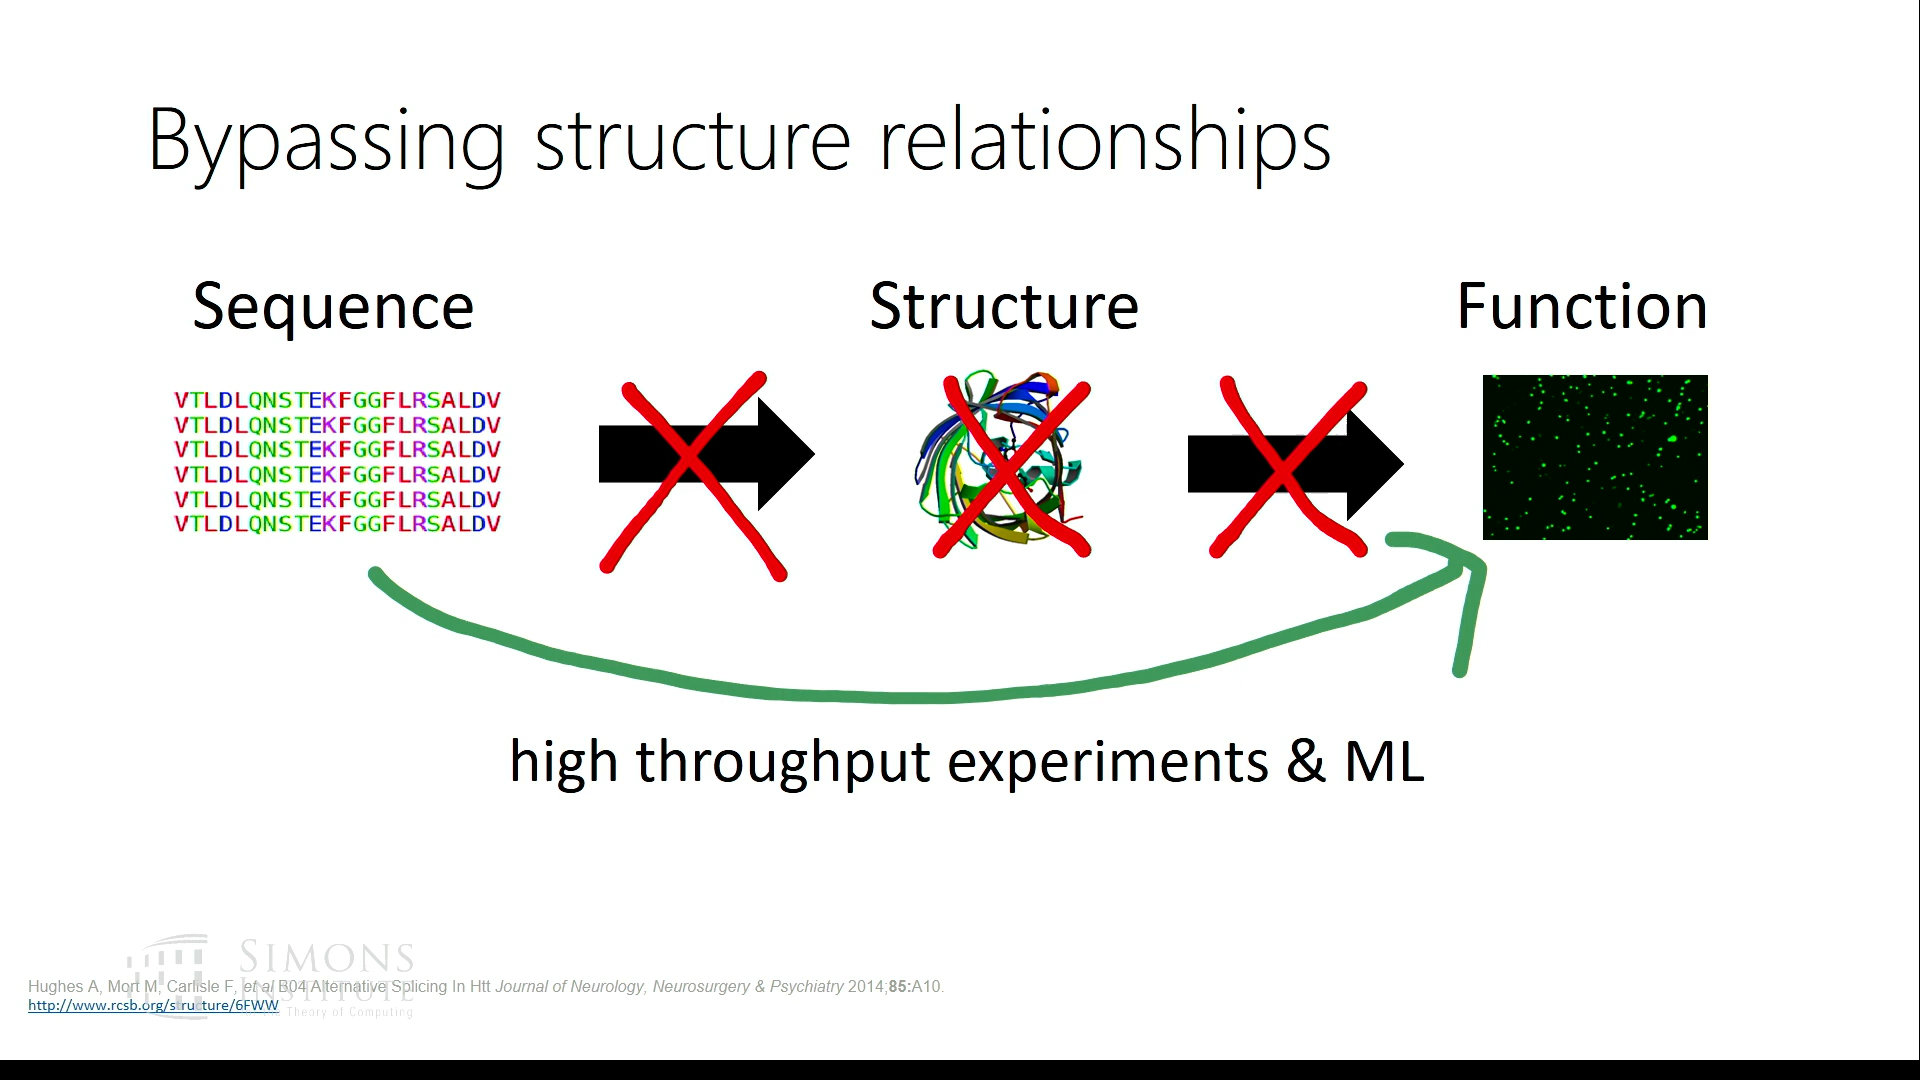 Bypassing structure relationships
Sequence
Structure
Function
VTLDLQNSTEKFGGFLRSALDV
VTLDLQNSTEKFGGFLRSALDV
VTLDLQNSTEKFGGFLRSALDV
VTLDLQNSTEKFGGFLRSALDV
VTLDLQNSTEKFGGFLRSALDV
VTLDLQNSTEKFGGFLRSALDV
high throughput experiments & ML
SIMONS
INSTITUTE
Theory of Computing
Hughes A, Mort M, Carlisle F, et al B04 Alternative Splicing In Htt Journal of Neurology, Neurosurgery & Psychiatry 2014;85:A10.
http://www.rcsb.org/structure/6FWW